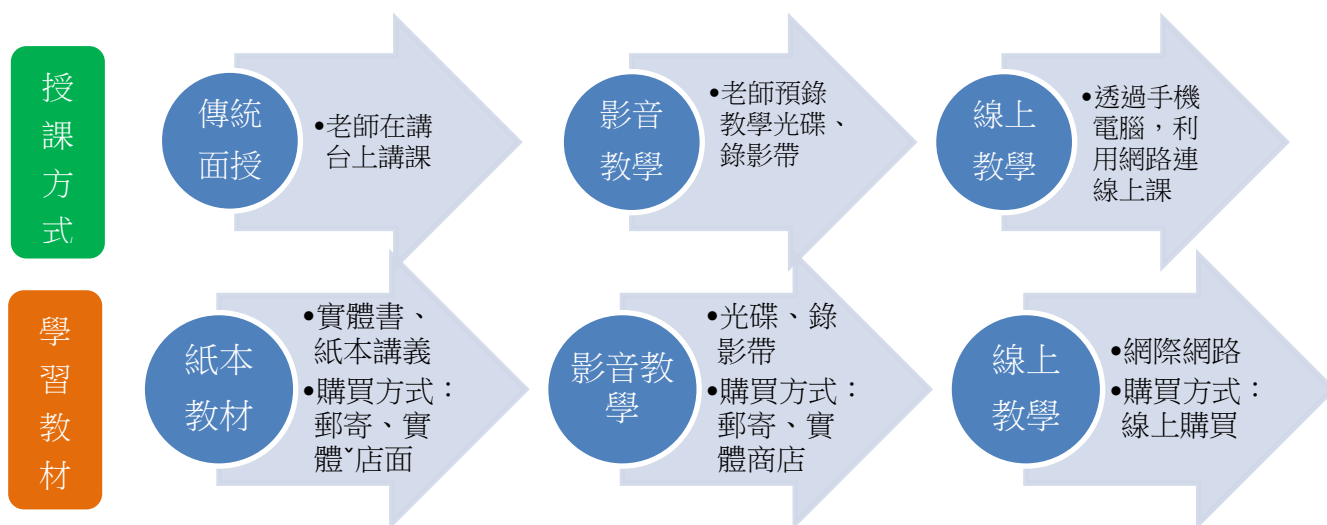 授
課
方
式
傳統
面授
•老師在講
台上講課
影音
教學
•老師預錄
教學光碟、
錄影帶
線上
教學
•透過手機
電腦，利
用網路連
線上課
學
習
教
材
紙本
教材
•實體書、
紙本講義
•購買方式：
郵寄、實
體ˇ店面
影音教
學
•光碟、錄
影帶
•購買方式：
郵寄、實
體商店
線上
教學
•網際網路
•購買方式：
線上購買